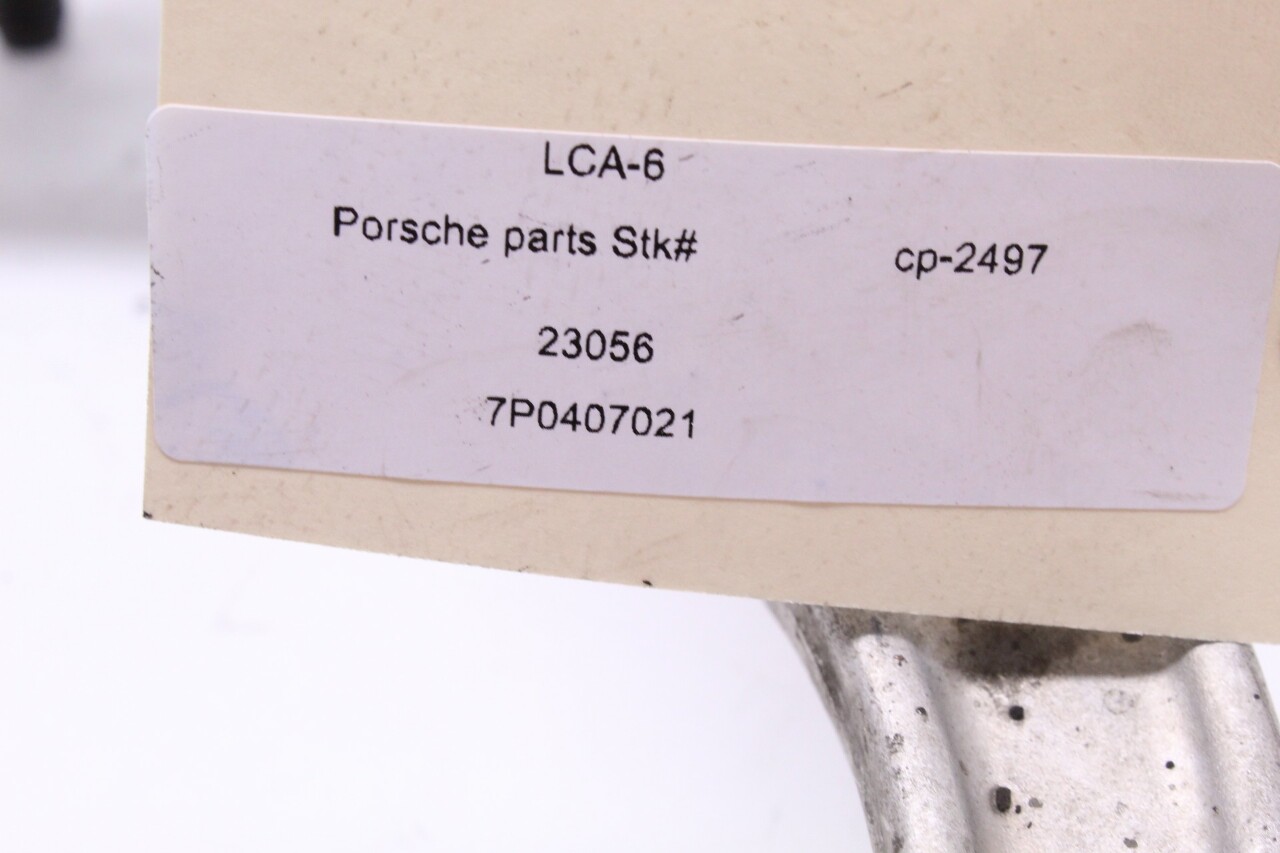 LCA-6
Porsche parts Stk# cp-2497
23056
7P0407021